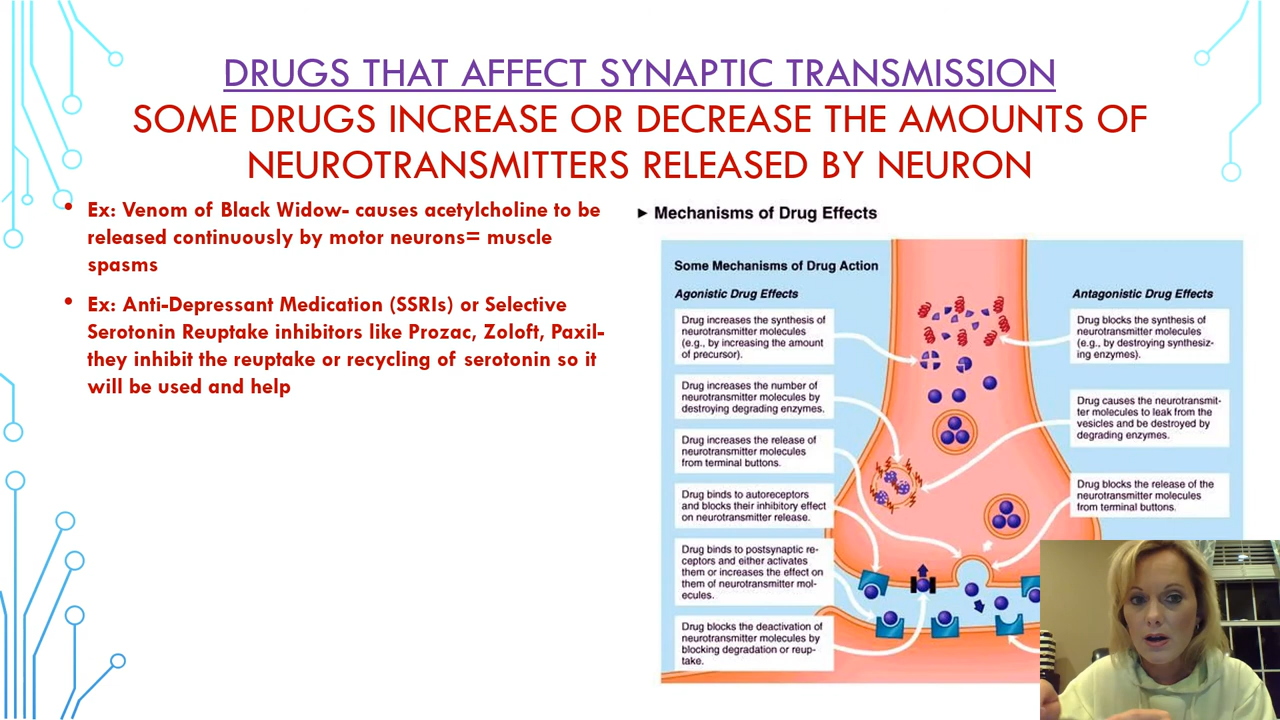 DRUGS THAT AFFECT SYNAPTIC TRANSMISSION
SOME DRUGS INCREASE OR DECREASE THE AMOUNTS OF
NEUROTRANSMITTERS RELEASED BY NEURON
• Ex: Venom of Black Widow- causes acetylcholine to be
released continuously by motor neurons= muscle
spasms
• Ex: Anti-Depressant Medication (SSRIs) or Selective
Serotonin Reuptake inhibitors like Prozac, Zoloft, Paxil-
they inhibit the reuptake or recycling of serotonin so it
will be used and help
► Mechanisms of Drug Effects
Some Mechanisms of Drug Action
Agonistic Drug Effects
Drug increases the synthesis of
neurotransmitter molecules
(e.g., by increasing the amount
of precursor).
Drug increases the number of
neurotransmitter molecules by
destroying degrading enzymes.
Drug increases the release of
neurotransmitter molecules
from terminal buttons.
Drug binds to autoreceptors
and blocks their inhibitory effect
on neurotransmitter release.
Drug binds to postsynaptic re-
ceptors and either activates
them or increases the effect on
them of neurotransmitter mol-
ecules.
Drug blocks the deactivation of
neurotransmitter molecules by
blocking degradation or reup-
take.
Antagonistic Drug Effects
Drug blocks the synthesis of
neurotransmitter molecules
(e.g., by destroying synthesiz-
ing enzymes).
Drug causes the neurotransmit-
ter molecules to leak from the
vesicles and be destroyed by
degrading enzymes.
Drug blocks the release of the
neurotransmitter molecules
from terminal buttons.